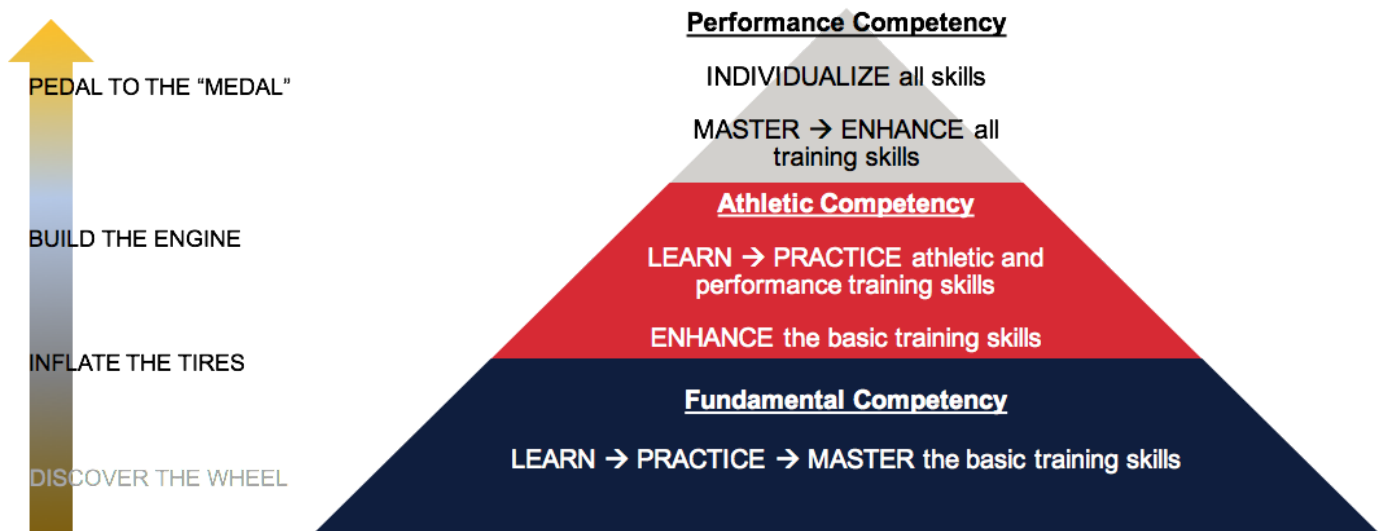 PEDAL TO THE “MEDAL”
BUILD THE ENGINE
INFLATE THE TIRES
DISCOVER THE WHEEL
Performance Competency
INDIVIDUALIZE all skills
MASTER → ENHANCE all
training skills
Athletic Competency
LEARN → PRACTICE athletic and
performance training skills
ENHANCE the basic training skills
Fundamental Competency
LEARN → PRACTICE → MASTER the basic training skills